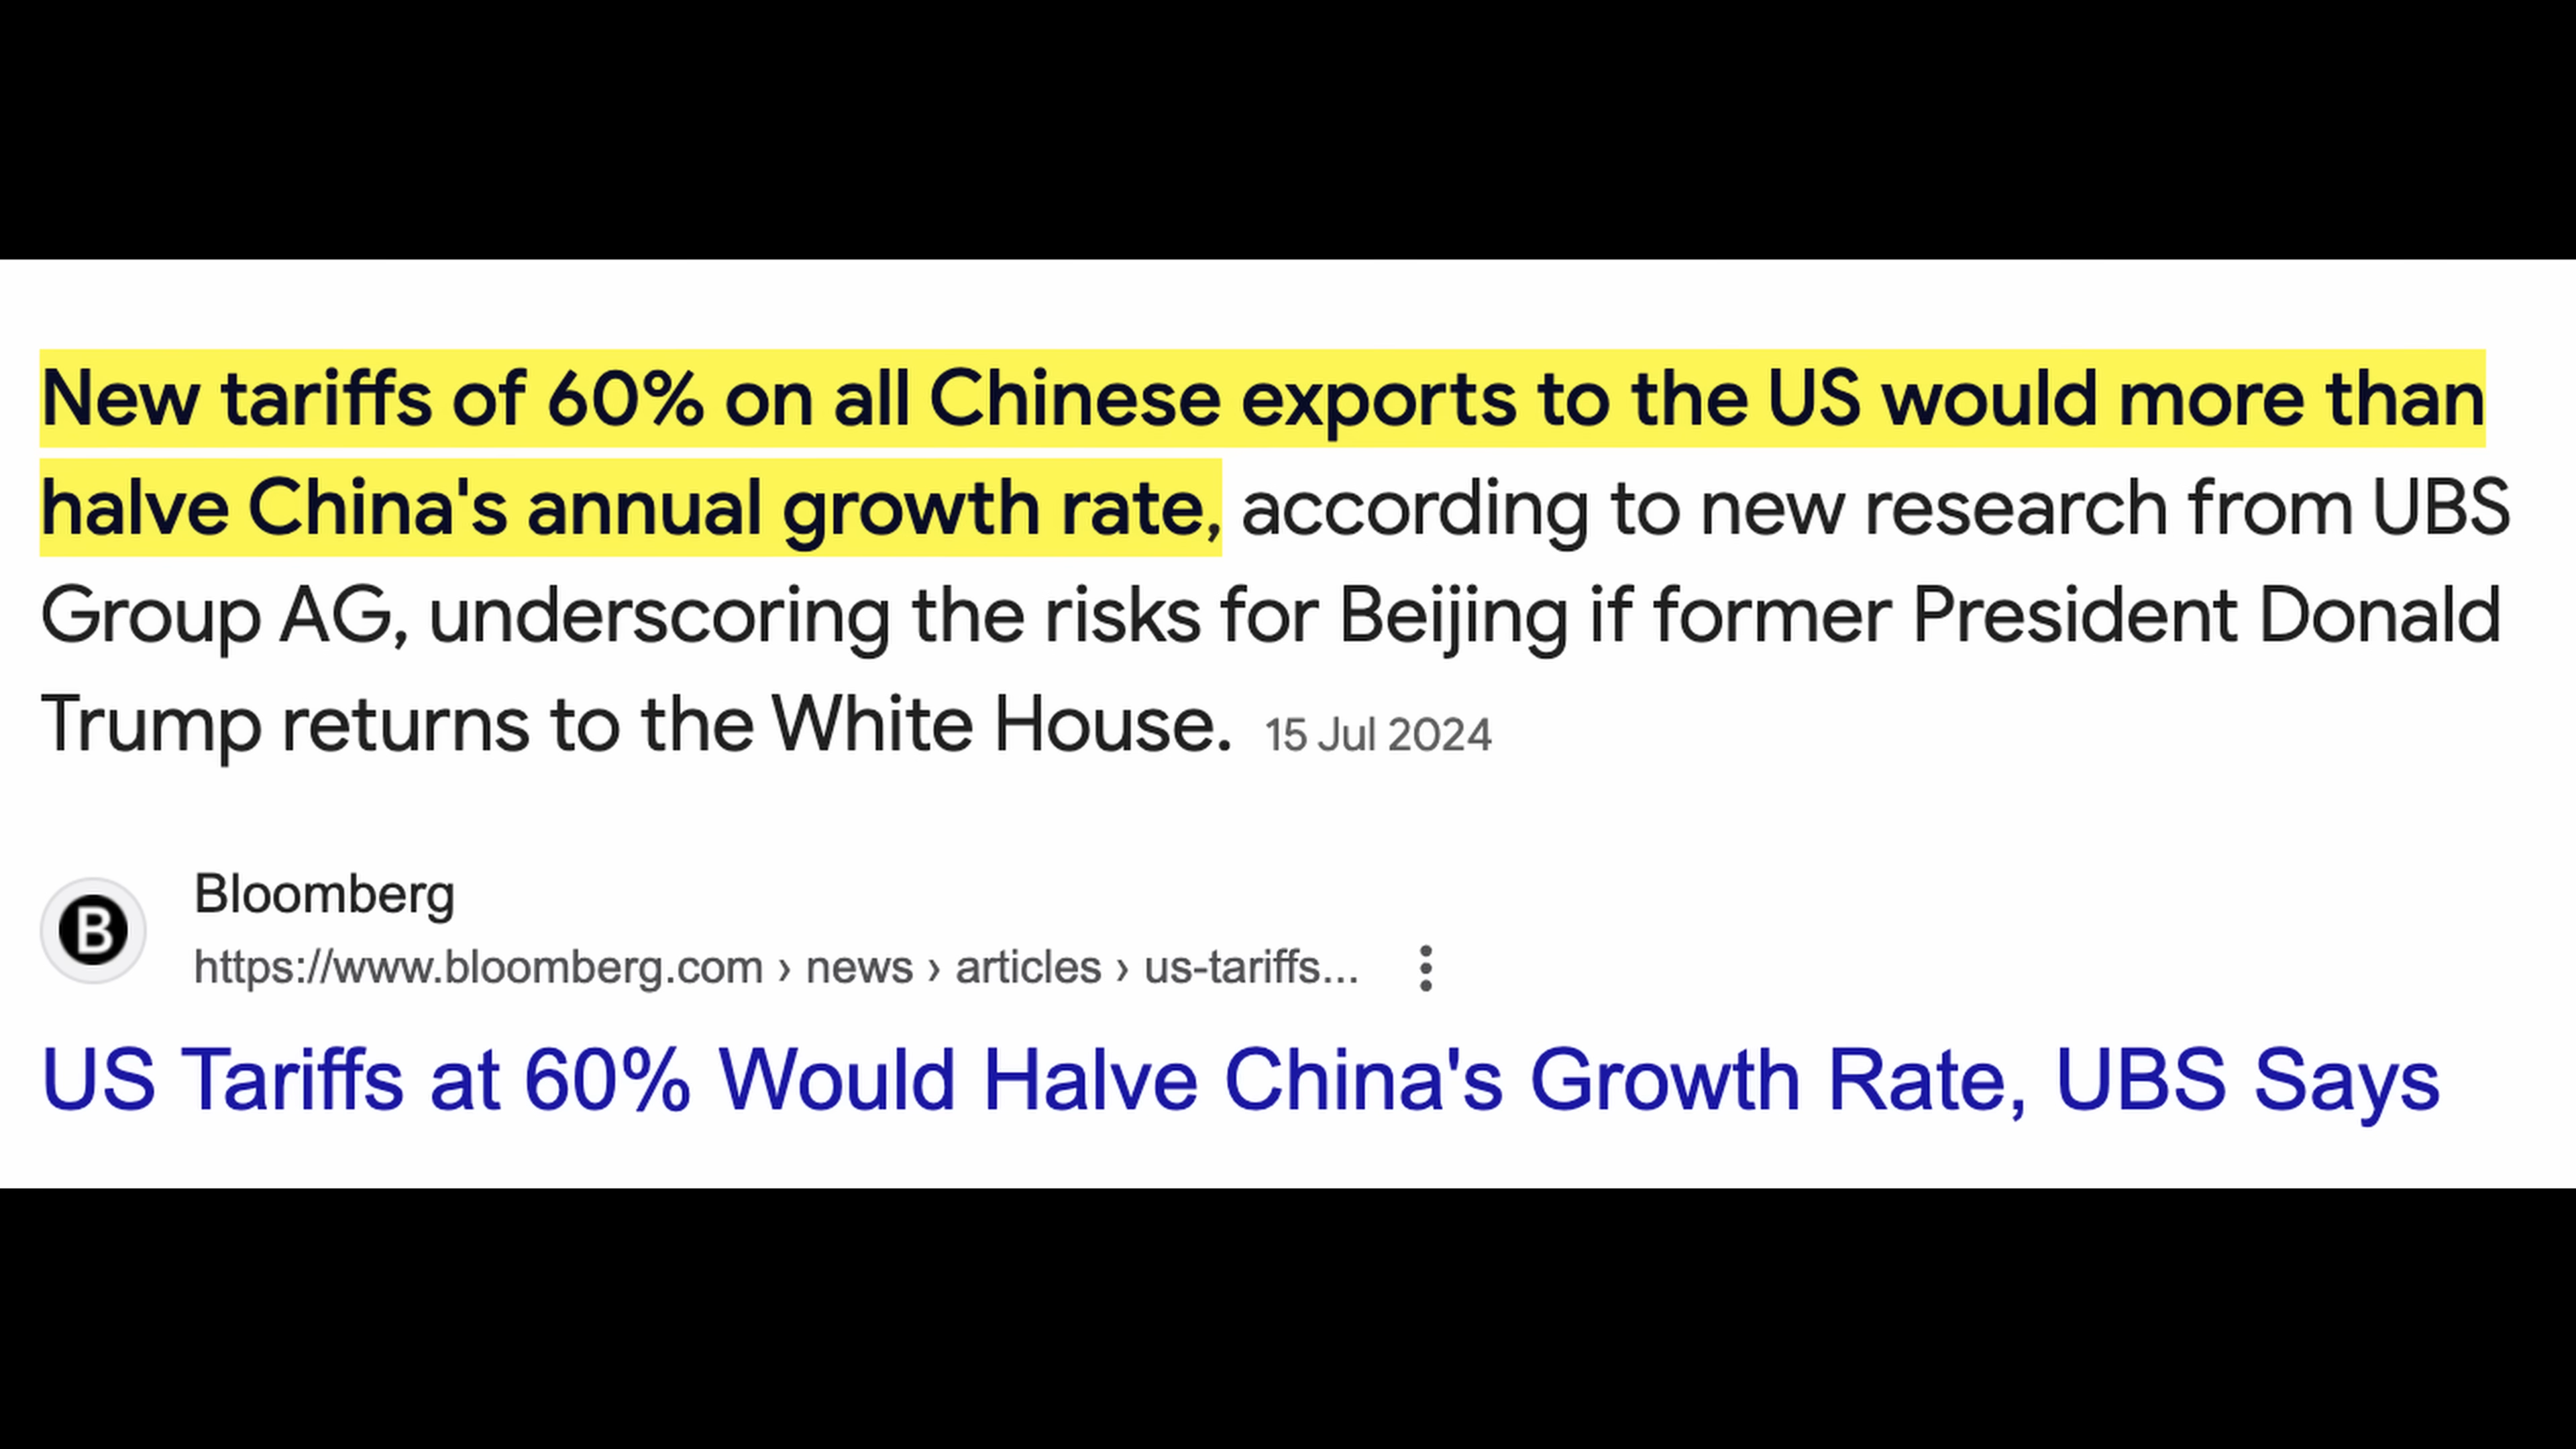 New tariffs of 60% on all Chinese exports to the US would more than
halve China's annual growth rate, according to new research from UBS
Group AG, underscoring the risks for Beijing if former President Donald
Trump returns to the White House. 15 Jul 2024
B
Bloomberg
https://www.bloomberg.com › news › articles › us-tariffs...
US Tariffs at 60% Would Halve China's Growth Rate, UBS Says